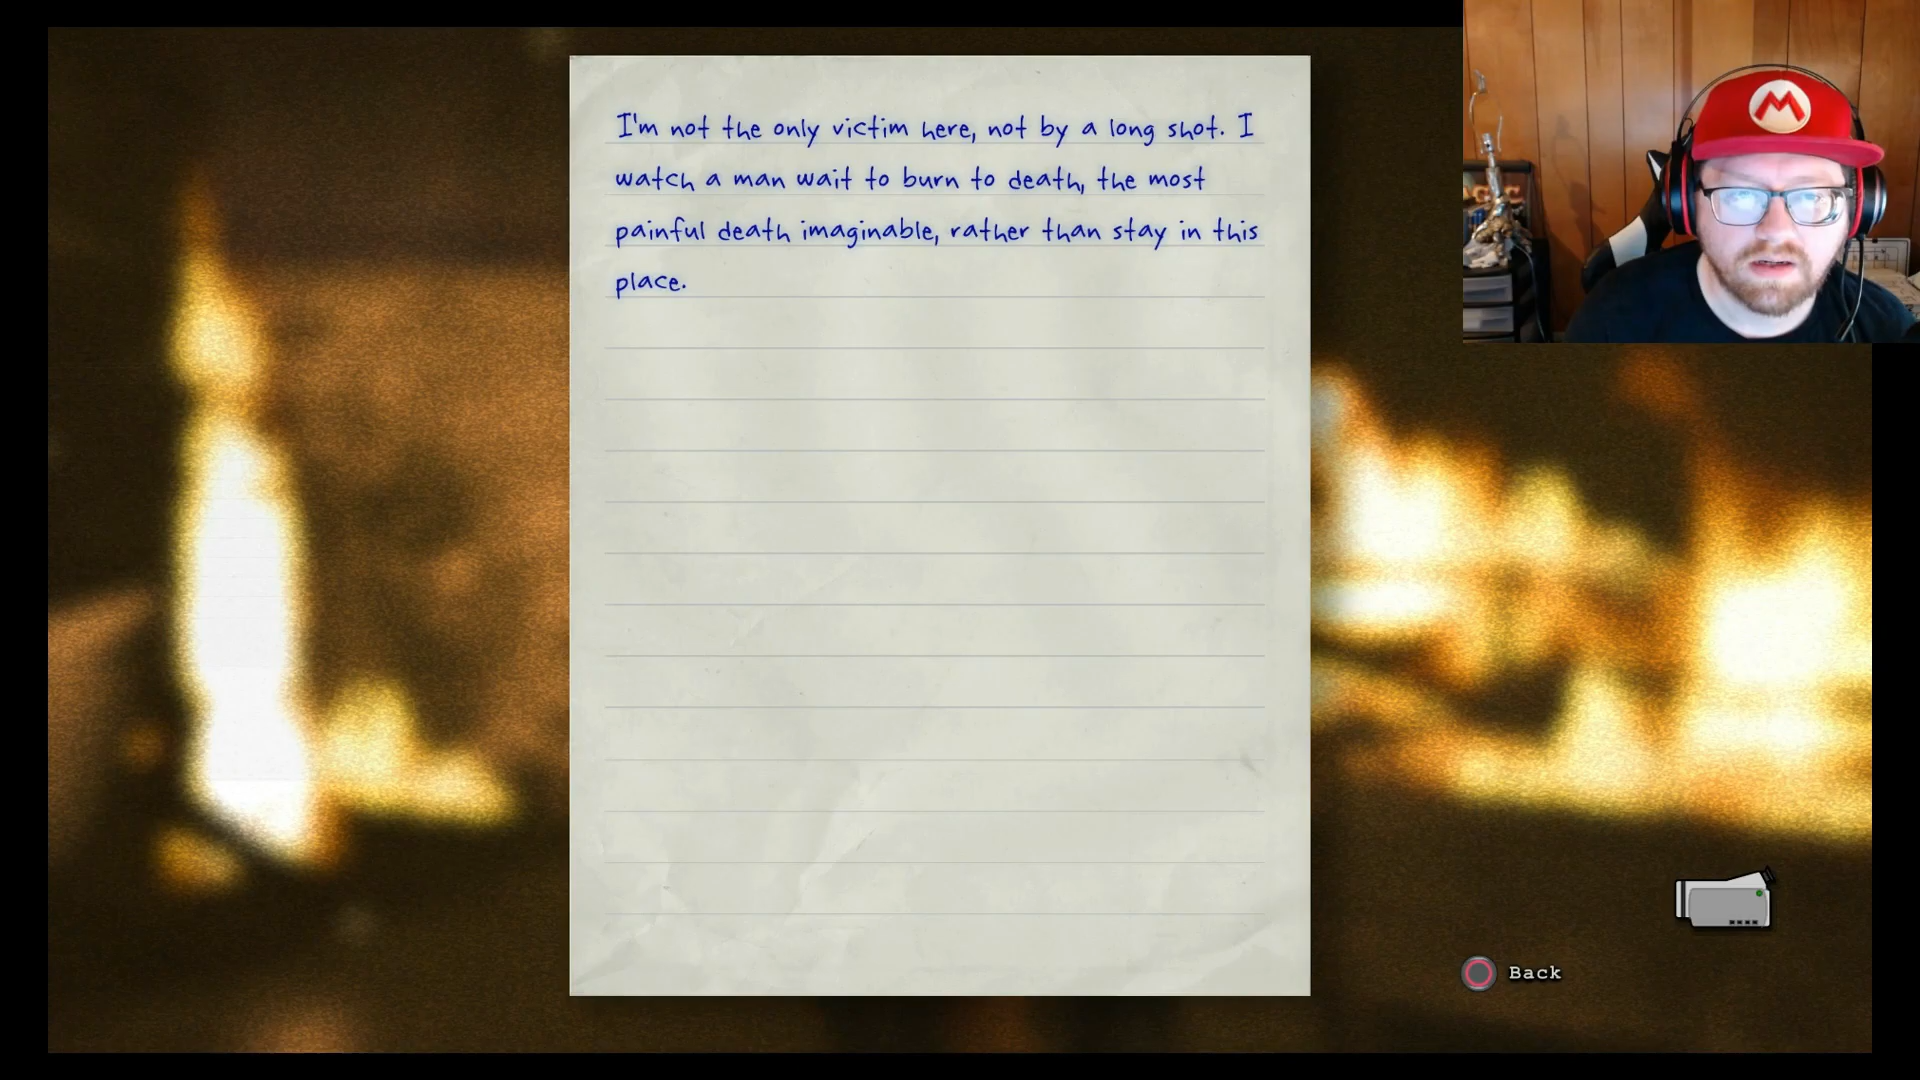 I'm not the only victim here, not by a long shot. I
watch a man wait to burn to death, the most
painful death imaginable, rather than stay in this
place.
M
Back